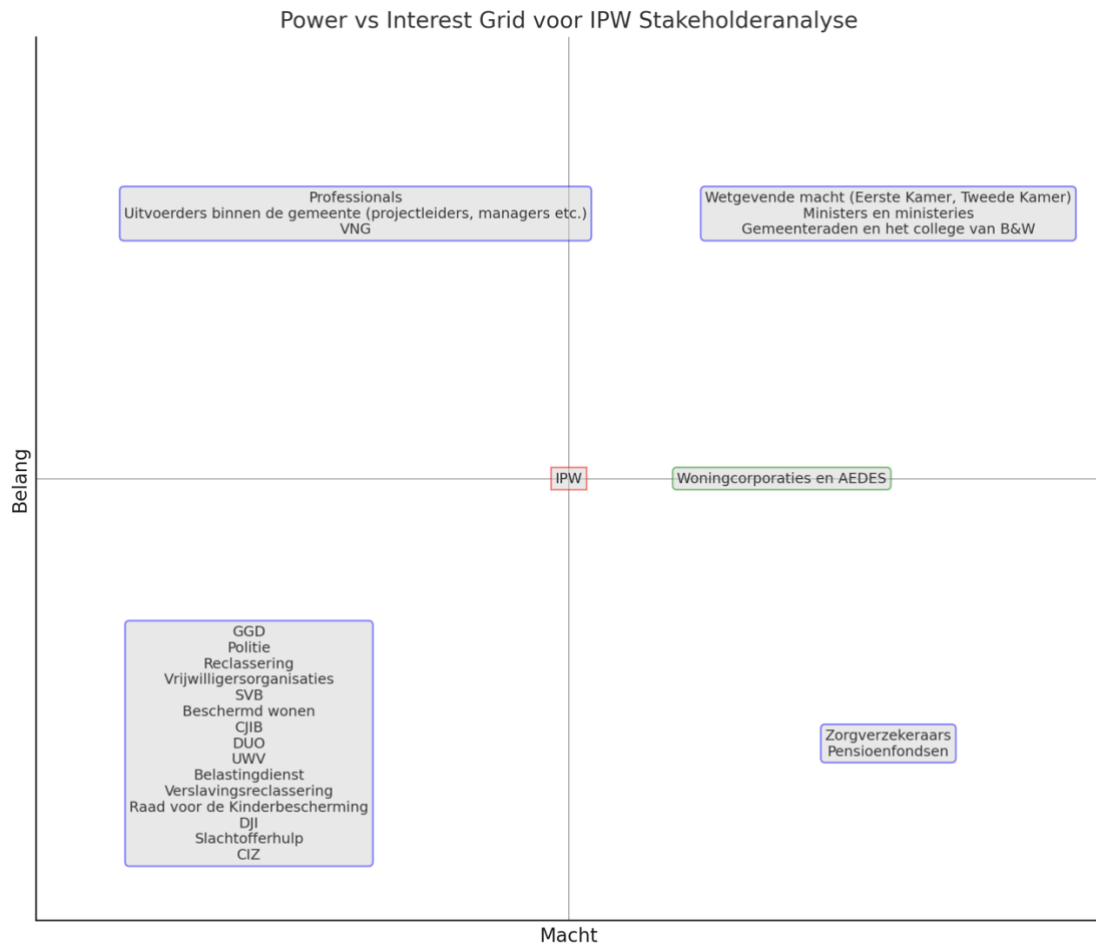 Power vs Interest Grid voor IPW Stakeholderanalyse
Professionals
Uitvoerders binnen de gemeente (projectleiders, managers etc.)
VNG
Wetgevende macht (Eerste Kamer, Tweede Kamer)
Ministers en ministeries
Gemeenteraden en het college van B&W
Belang
IPW
Woningcorporaties en AEDES
GGD
Politie
Reclassering
Vrijwilligersorganisaties
SVB
Beschermd wonen
CJIB
DUO
UWV
Belastingdienst
Verslavingsreclassering
Raad voor de Kinderbescherming
DJI
Slachtofferhulp
CIZ
Zorgverzekeraars
Pensioenfondsen
Macht